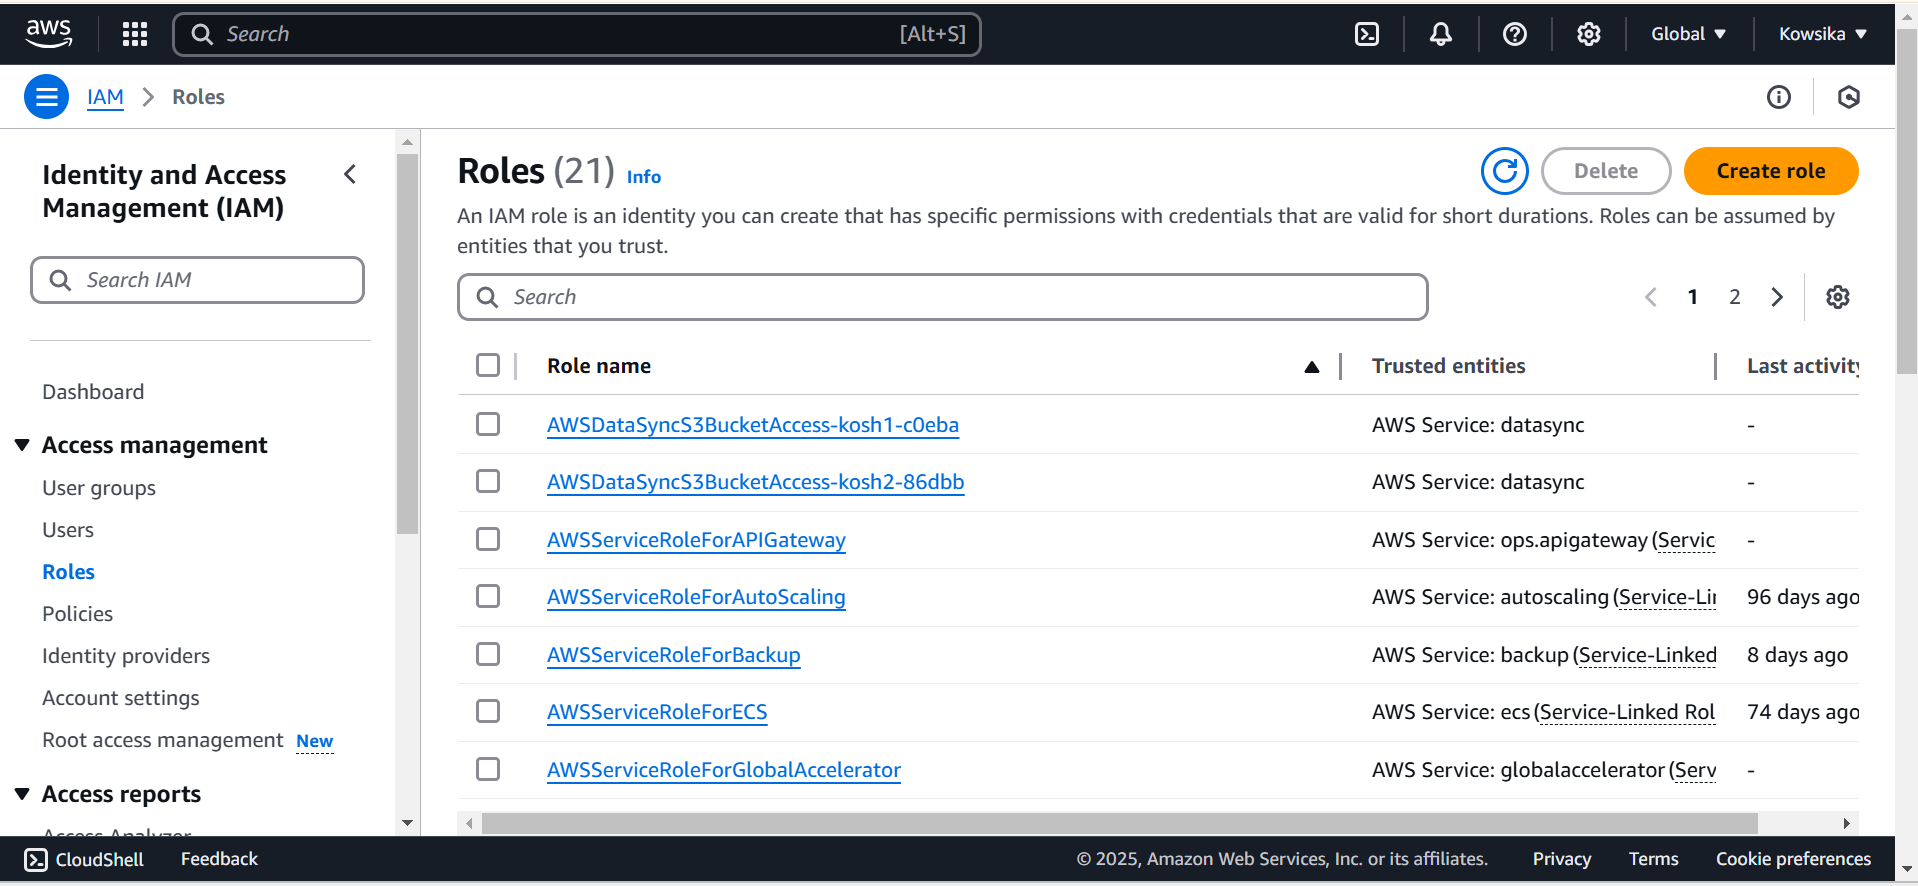 aws
Search [Alt+S]
Global
Kowsika
IAM > Roles
Identity and Access
Management (IAM)
Search IAM
Dashboard
Access management
User groups
Users
Roles
Policies
Identity providers
Account settings
Root access management New
Access reports
Access Analyzer
Roles (21) Info
Delete
Create role
An IAM role is an identity you can create that has specific permissions with credentials that are valid for short durations. Roles can be assumed by
entities that you trust.
Search
1 2
Role name Trusted entities Last activity
AWSDataSyncS3BucketAccess-kosh1-c0eba AWS Service: datasync -
AWSDataSyncS3BucketAccess-kosh2-86dbb AWS Service: datasync -
AWSServiceRoleForAPIGateway AWS Service: ops.apigateway (Servic -
AWSServiceRoleForAutoScaling AWS Service: autoscaling (Service-Lin 96 days ago
AWSServiceRoleForBackup AWS Service: backup (Service-Linked 8 days ago
AWSServiceRoleForECS AWS Service: ecs (Service-Linked Rol 74 days ago
AWSServiceRoleForGlobalAccelerator AWS Service: globalaccelerator (Serv -
CloudShell Feedback © 2025, Amazon Web Services, Inc. or its affiliates. Privacy Terms Cookie preferences